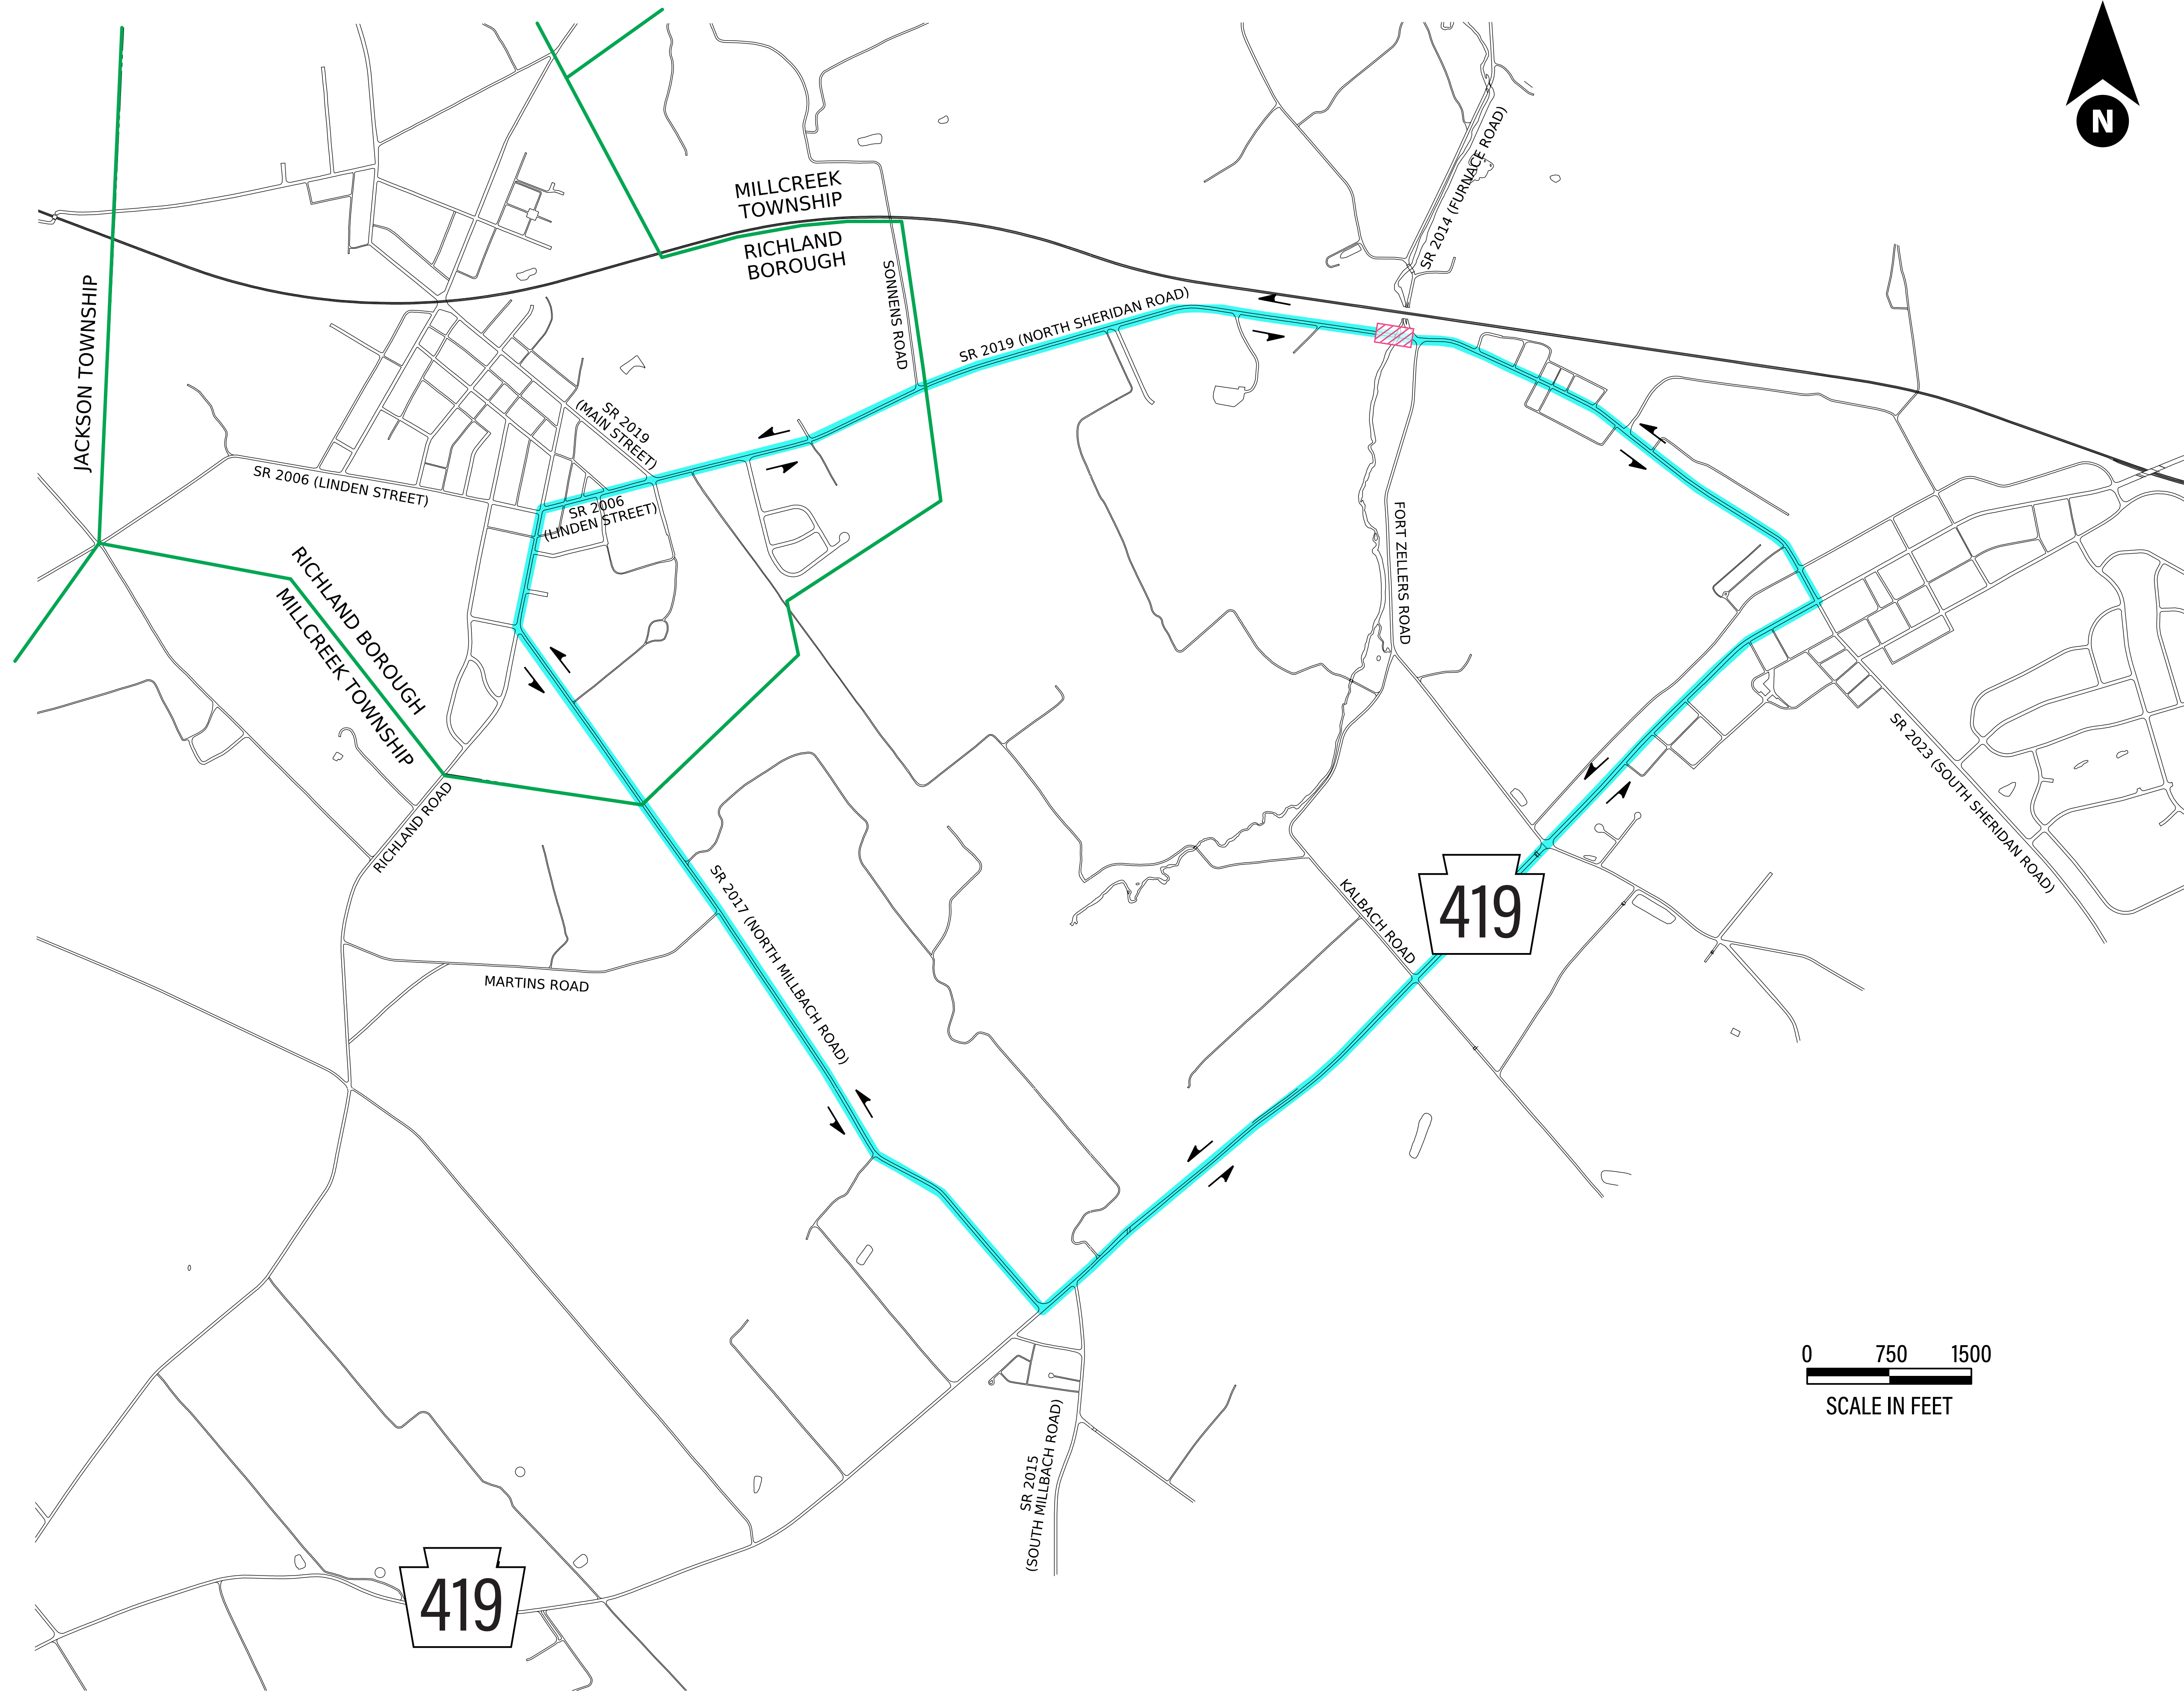 N
SR 2014 (FURNACE ROAD)
MILLCREEK
TOWNSHIP
RICHLAND
BOROUGH
SONNENS ROAD
SR 2019 (NORTH SHERIDAN ROAD)
JACKSON TOWNSHIP
SR 2019
(MAIN STREET)
SR 2006 (LINDEN STREET)
SR 2006
(LINDEN STREET)
FORT ZELLERS ROAD
RICHLAND BOROUGH
MILLCREEK TOWNSHIP
SR 2023 (SOUTH SHERIDAN ROAD)
RICHLAND ROAD
SR 2017 (NORTH MILLBACH ROAD)
KALBACH ROAD
419
MARTINS ROAD
0 750 1500
SCALE IN FEET
SR 2015
(SOUTH MILLBACH ROAD)
419